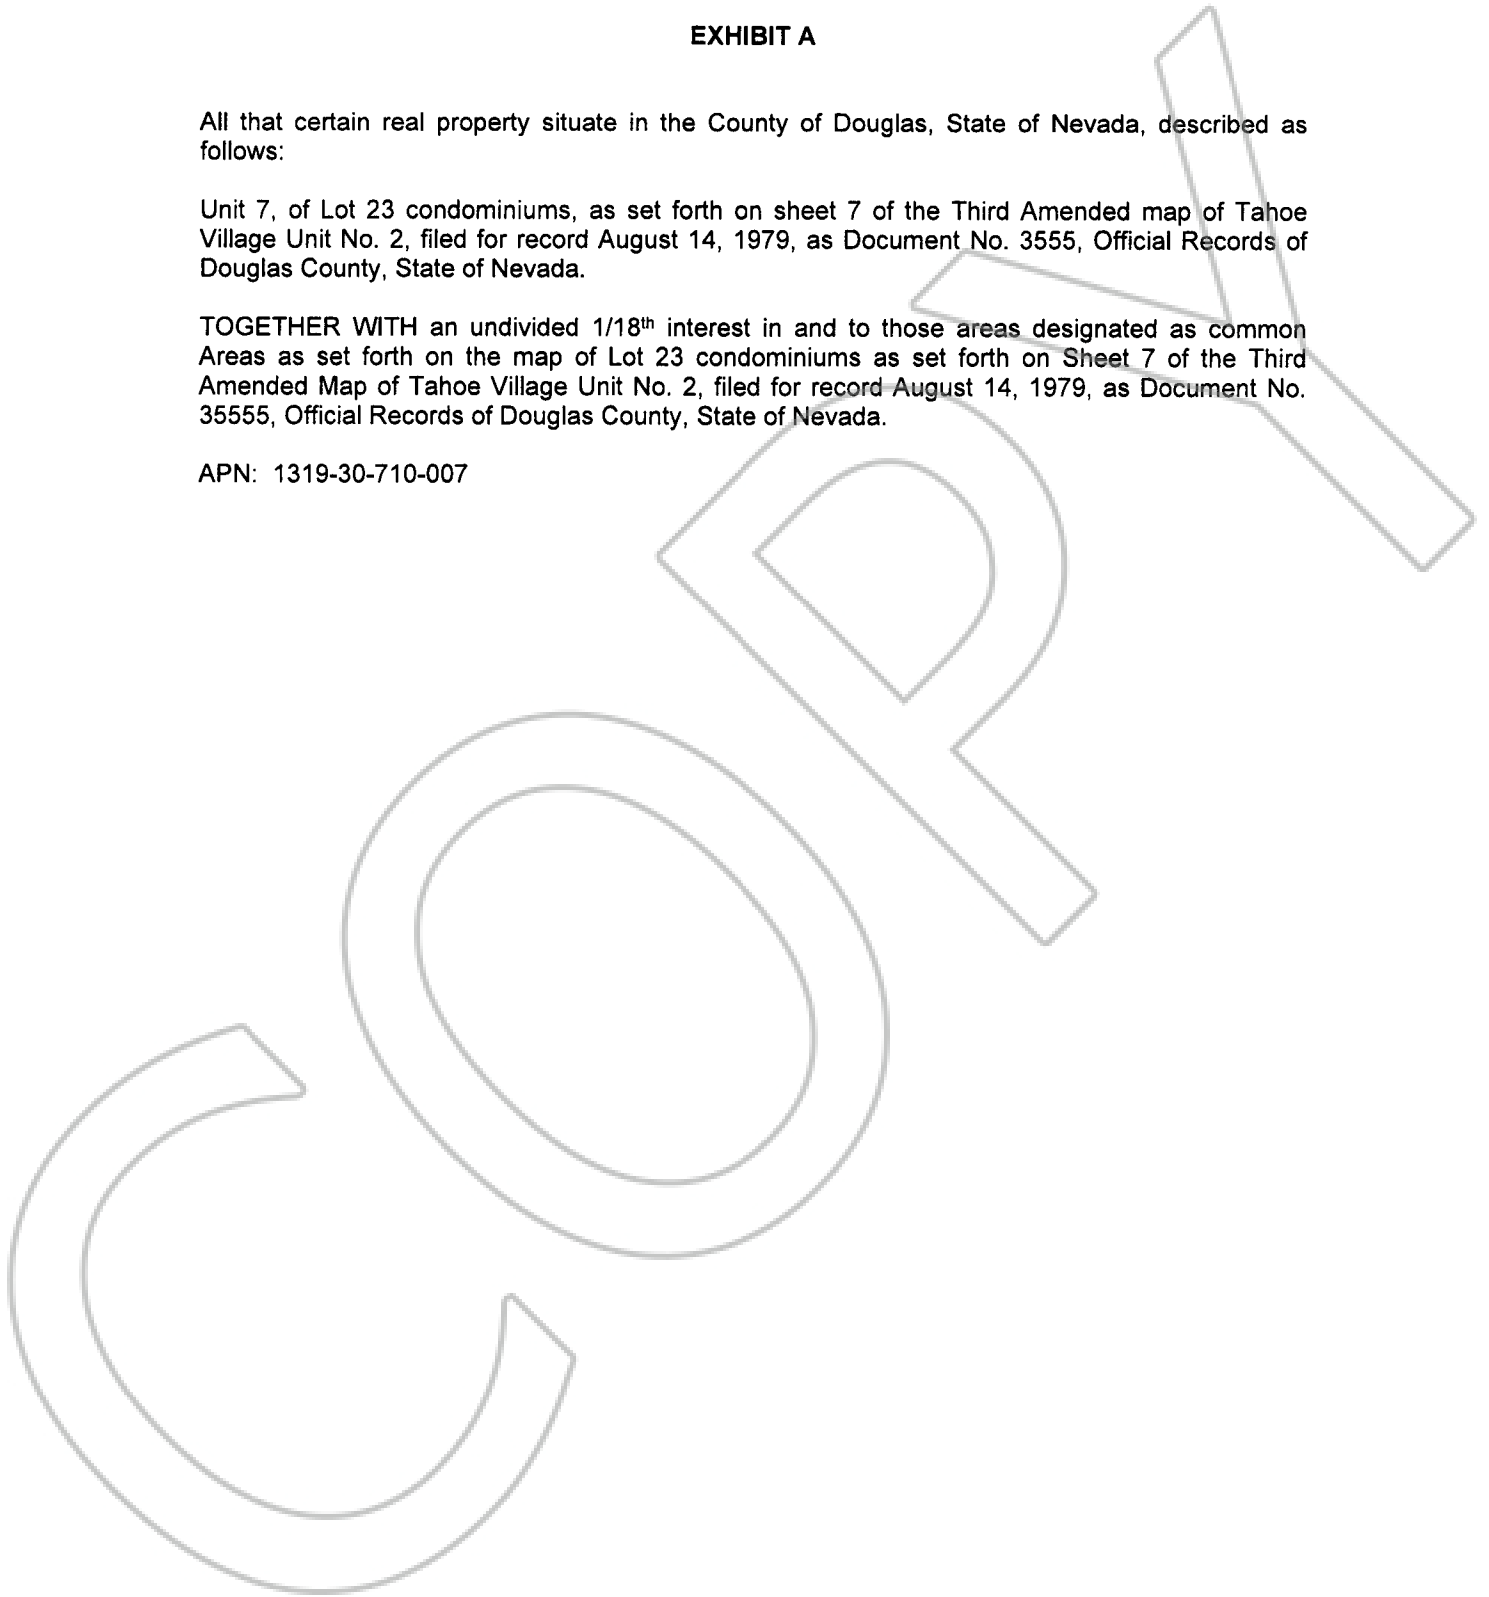 EXHIBIT A
All that certain real property situate in the County of Douglas, State of Nevada, described as
follows:
Unit 7, of Lot 23 condominiums, as set forth on sheet 7 of the Third Amended map of Tahoe
Village Unit No. 2, filed for record August 14, 1979, as Document No. 3555, Official Records of
Douglas County, State of Nevada.
TOGETHER WITH an undivided 1/18th interest in and to those areas designated as common
Areas as set forth on the map of Lot 23 condominiums as set forth on Sheet 7 of the Third
Amended Map of Tahoe Village Unit No. 2, filed for record August 14, 1979, as Document No.
35555, Official Records of Douglas County, State of Nevada.
APN: 1319-30-710-007
COPY